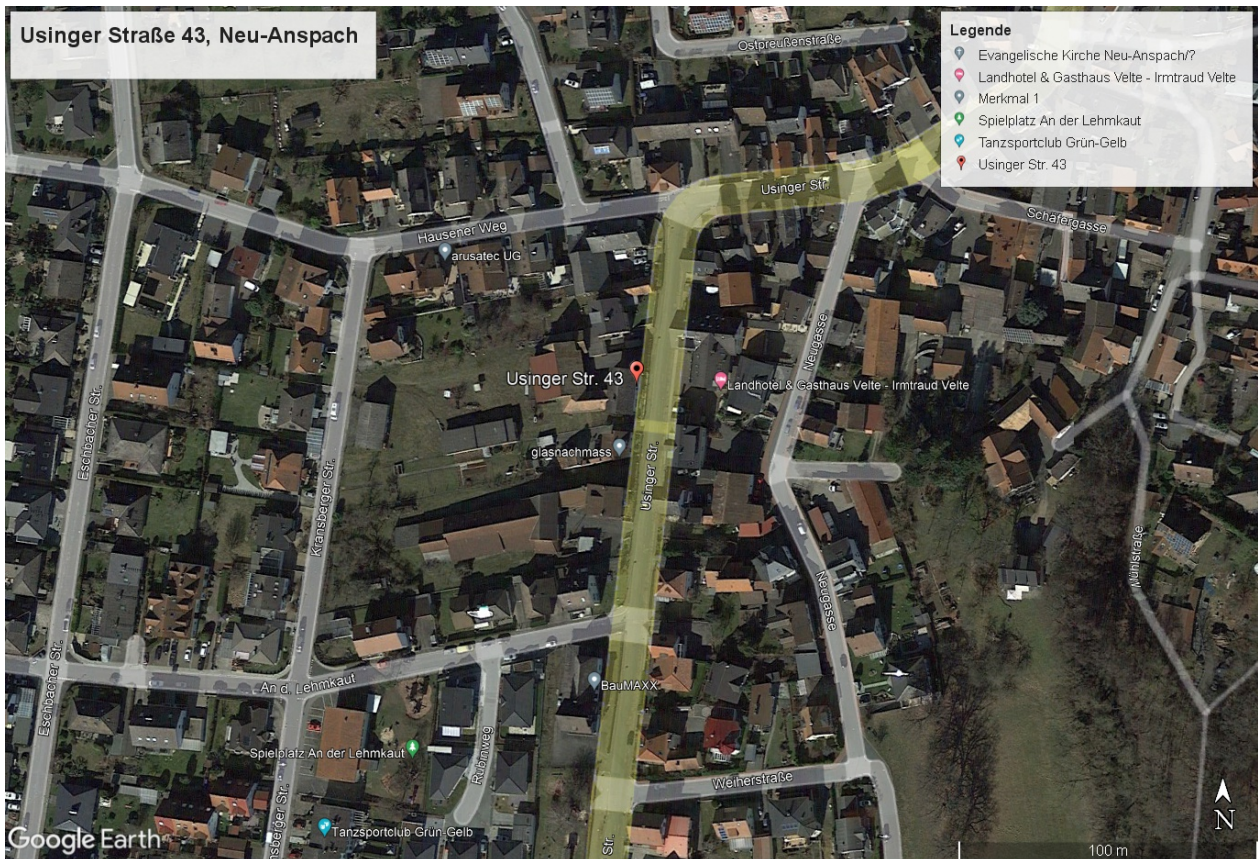 Usinger Straße 43, Neu-Anspach
Legende
Evangelische Kirche Neu-Anspach/?
Landhotel & Gasthaus Velte - Irmtraud Velte
Merkmal 1
Spielplatz An der Lehmkaut
Tanzsportclub Grün-Gelb
Usinger Str. 43
Ostpreußenstraße
Usinger Str.
Schäfergasse
Hausener Weg
arusatec UG
Neugasse
Usinger Str. 43
Landhotel & Gasthaus Velte - Irmtraud Velte
Eschbacher Str.
glasnachmass
Usinger Str.
Kransberger Str.
Mühlstraße
Neugasse
Eschbacher Str.
An d. Lehmkaut
BauMAXX
Spielplatz An der Lehmkaut
Rubinweg
Weiherstraße
nsberger Str.
Tanzsportclub Grün-Gelb
Str.
Google Earth
100 m
N